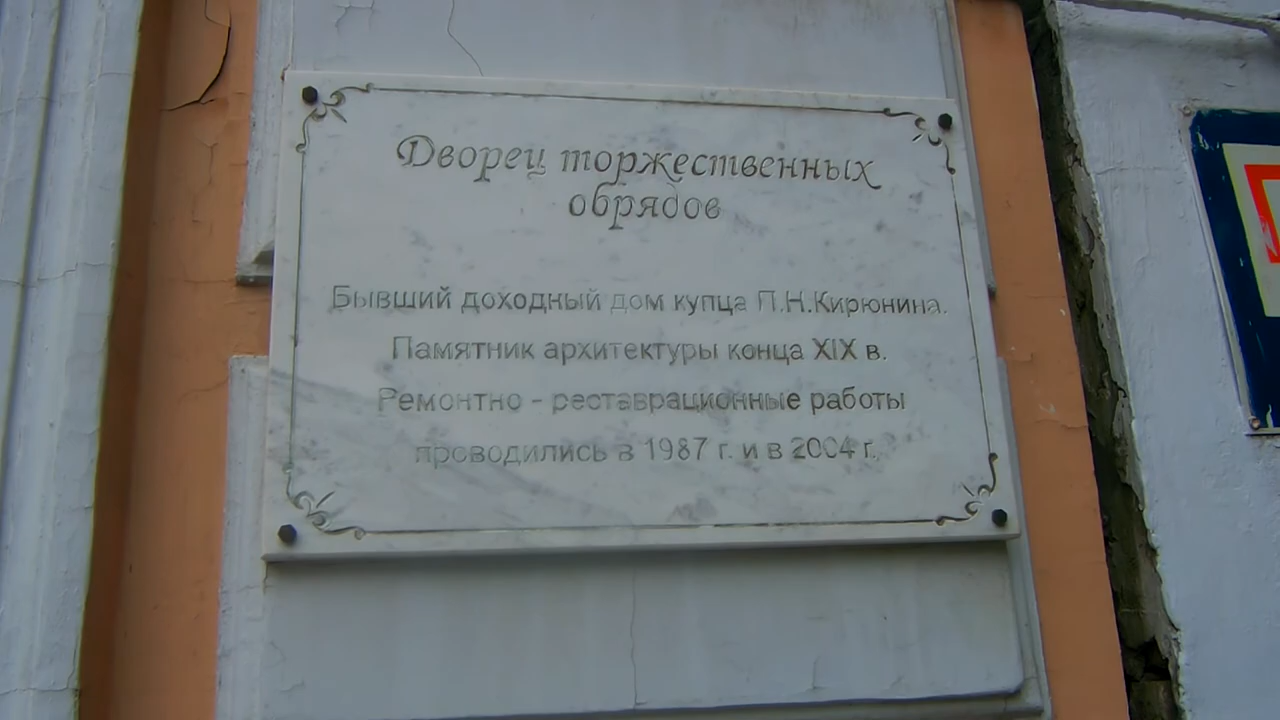 Дворец торжественных
обрядов
Бывший доходный дом купца П.Н.Кирюнина.
Памятник архитектуры конца XIX в.
Ремонтно - реставрационные работы
проводились в 1987 г. и в 2004 г.